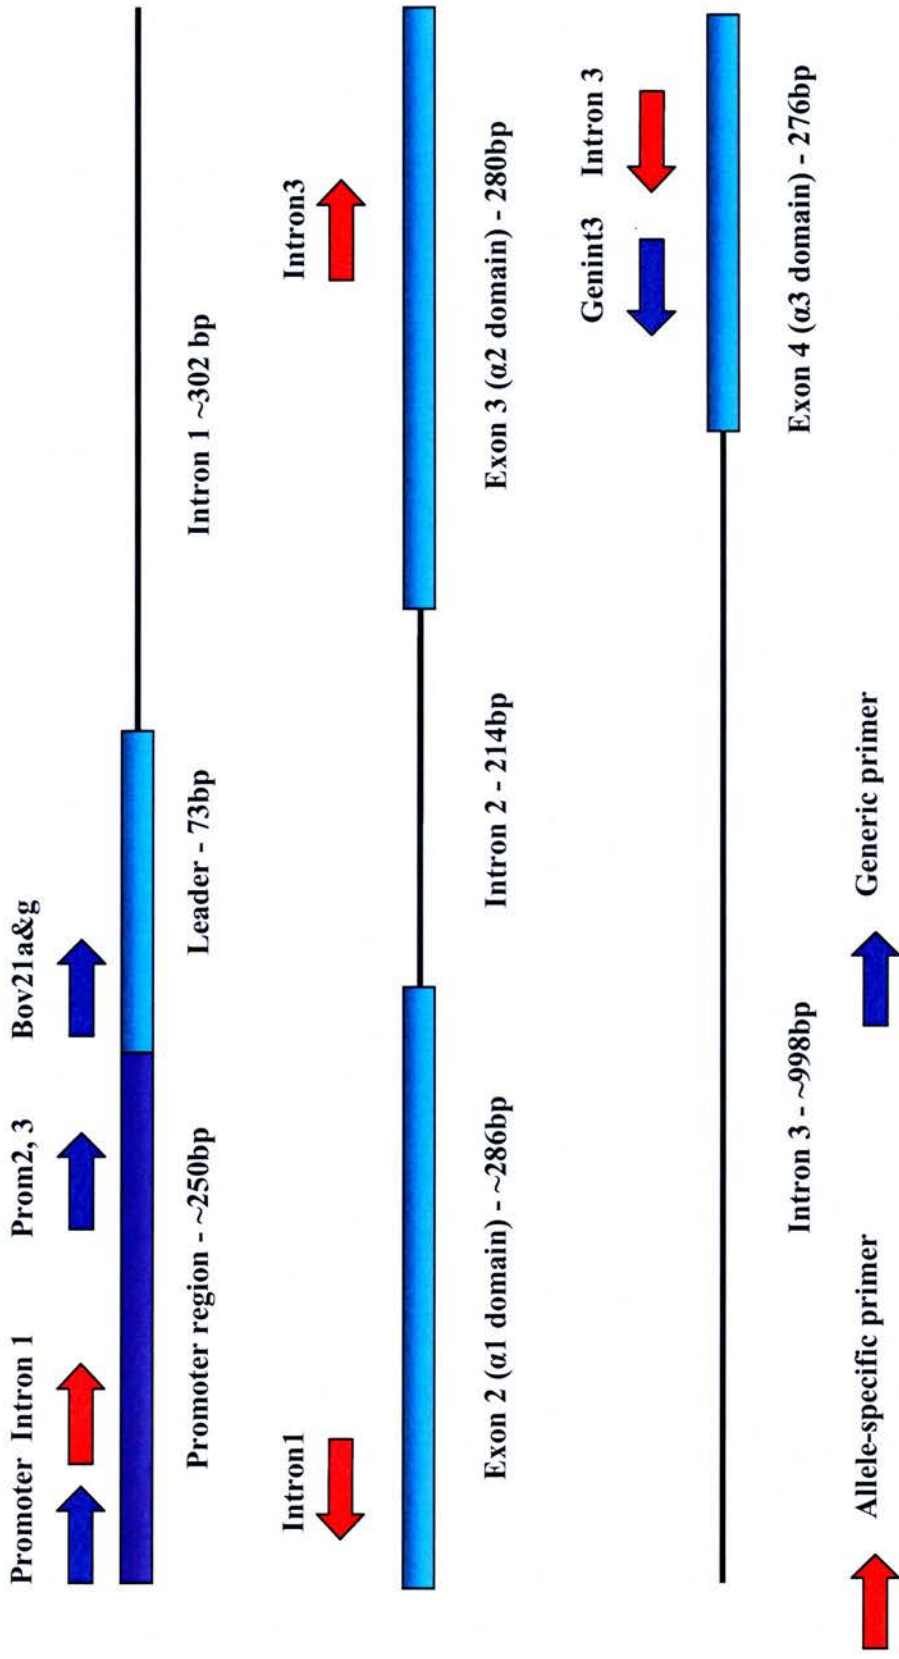 Promoter Intron 1 Prom2, 3 Bov21a&g
Promoter region - ~250bp Leader - 73bp Intron 1 ~302 bp
Intron1 Intron3
Exon 2 (α1 domain) - ~286bp Intron 2 - 214bp Exon 3 (α2 domain) - 280bp
Genint3 Intron 3
Intron 3 - ~998bp Exon 4 (α3 domain) - 276bp
Allele-specific primer Generic primer